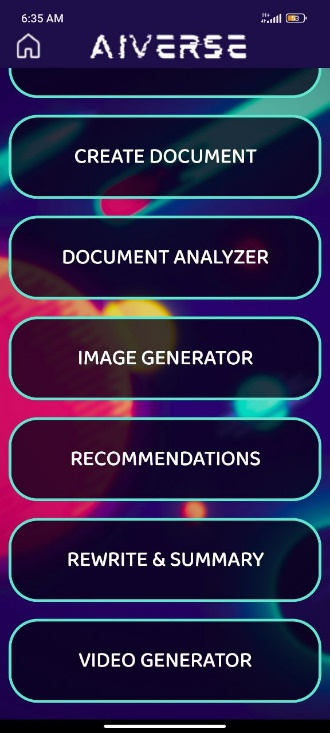 6:35 AM
AIVERSE
CREATE DOCUMENT
DOCUMENT ANALYZER
IMAGE GENERATOR
RECOMMENDATIONS
REWRITE & SUMMARY
VIDEO GENERATOR